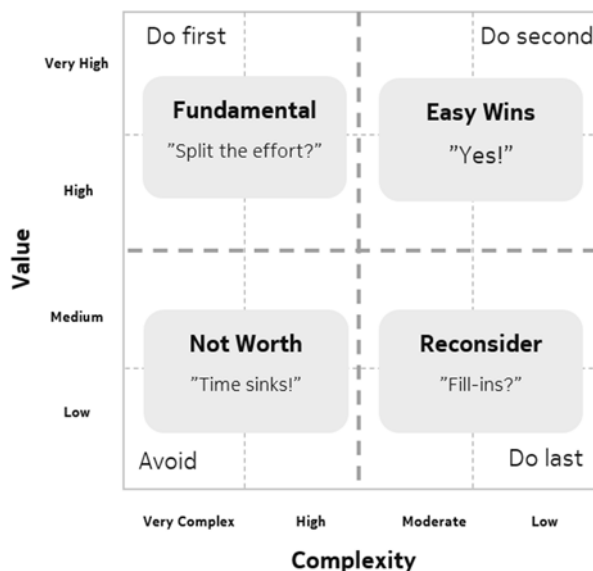 Do first
Do second
Very High
Fundamental
Easy Wins
"Split the effort?"
"Yes!"
High
Value
Medium
Not Worth
Reconsider
"Time sinks!"
"Fill-ins?"
Low
Avoid
Do last
Very Complex
High
Moderate
Low
Complexity